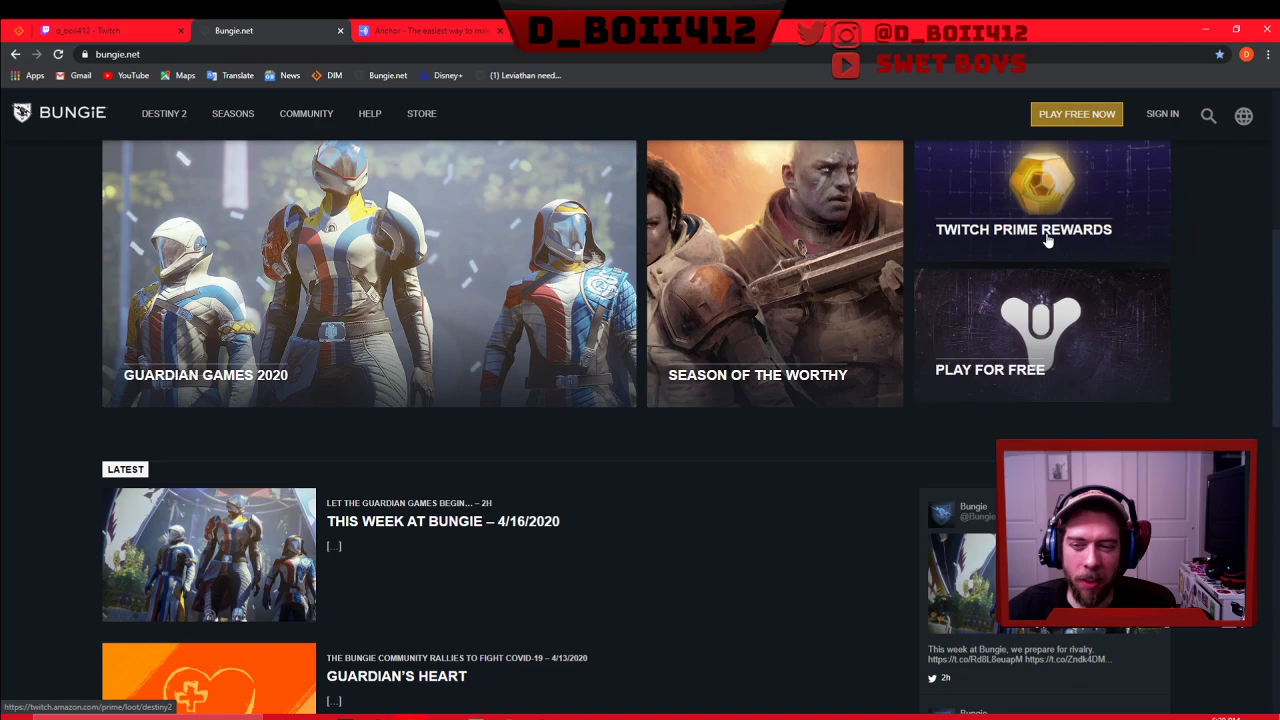 D_BOII412
@D_BOII412
SWET BOYS
d_boii412 - Twitch
Bungie.net
Anchor - The easiest way to ma
bungie.net
Apps
Gmail
YouTube
Maps
Translate
News
DIM
Bungie.net
Disney+
(1) Leviathan need...
BUNGiE
DESTINY 2
SEASONS
COMMUNITY
HELP
STORE
PLAY FREE NOW
SIGN IN
GUARDIAN GAMES 2020
SEASON OF THE WORTHY
TWITCH PRIME REWARDS
PLAY FOR FREE
LATEST
LET THE GUARDIAN GAMES BEGIN... – 2H
THIS WEEK AT BUNGIE – 4/16/2020
[...]
THE BUNGIE COMMUNITY RALLIES TO FIGHT COVID-19 – 4/13/2020
GUARDIAN'S HEART
[...]
Bungie
@Bungie
This week at Bungie, we prepare for rivalry.
https://t.co/Rd8L8euapM https://t.co/Zndk4DM...
2h
Bungie
https://twitch.amazon.com/prime/loot/destiny2